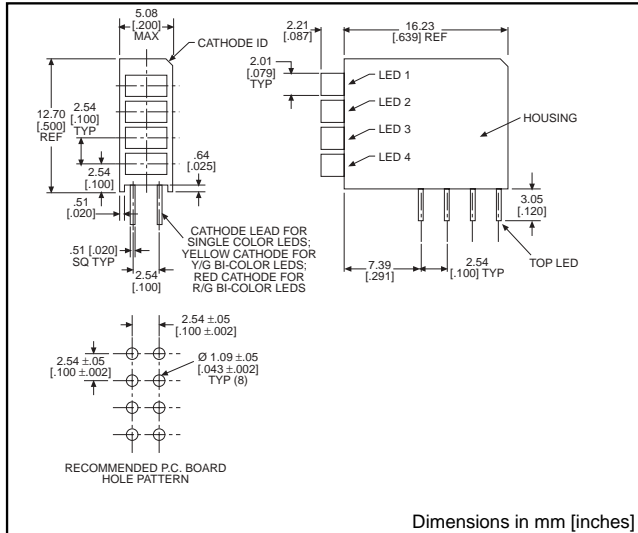 5.08
[.200]
MAX
CATHODE ID
12.70
[.500]
REF
2.54
[.100]
TYP
2.54
[.100]
.51
[.020]
.64
[.025]
.51 [.020]
SQ TYP
2.54
[.100]
CATHODE LEAD FOR
SINGLE COLOR LEDS;
YELLOW CATHODE FOR
Y/G BI-COLOR LEDS;
RED CATHODE FOR
R/G BI-COLOR LEDS
2.21
[.087]
16.23
[.639] REF
2.01
[.079]
TYP
LED 1
LED 2
LED 3
LED 4
HOUSING
3.05
[.120]
TOP LED
7.39
[.291]
2.54
[.100] TYP
2.54 ±.05
[.100 ±.002]
2.54 ±.05
[.100 ±.002]
Ø 1.09 ±.05
[.043 ±.002]
TYP (8)
RECOMMENDED P.C. BOARD
HOLE PATTERN
Dimensions in mm [inches]